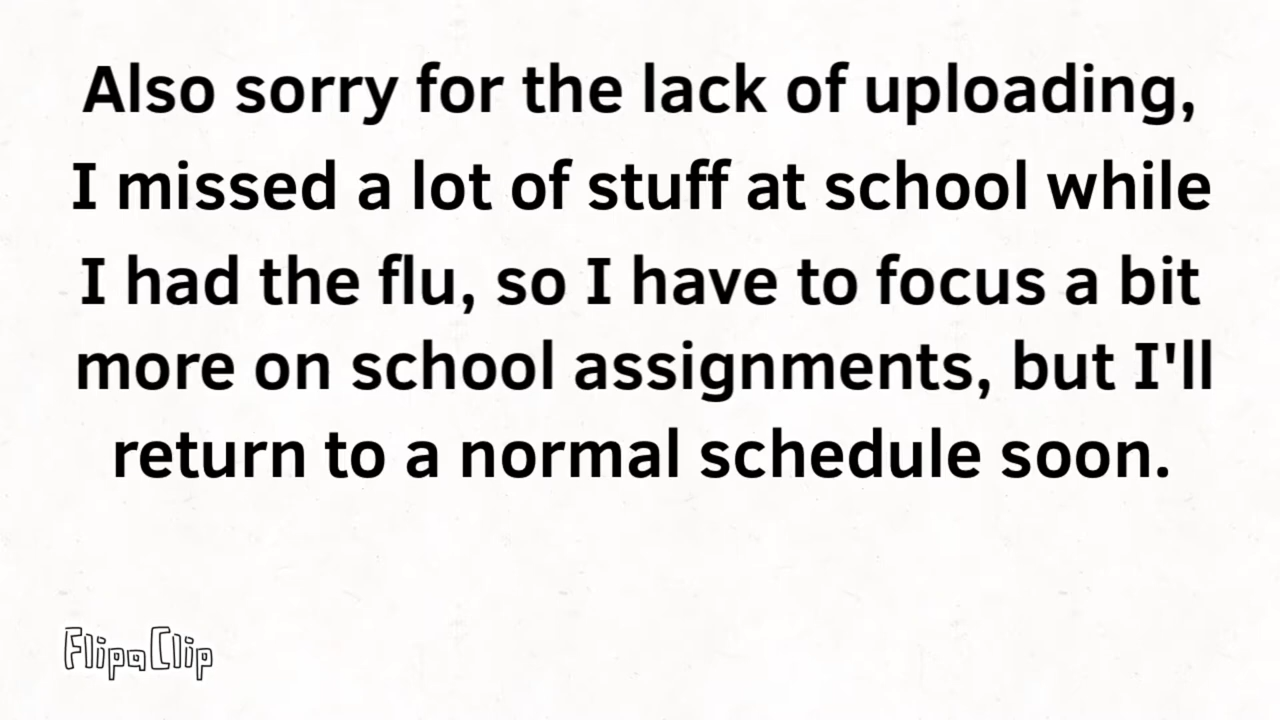 Also sorry for the lack of uploading,
I missed a lot of stuff at school while
I had the flu, so I have to focus a bit
more on school assignments, but I'll
return to a normal schedule soon.
FlipaClip